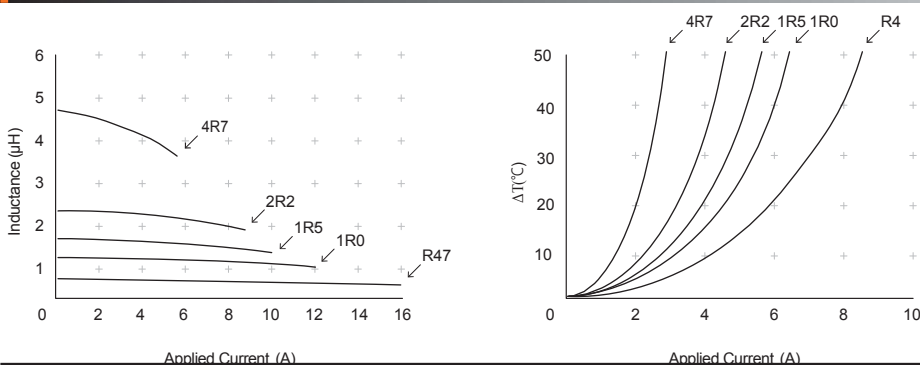 Inductance (μH)
6
5
4
3
2
1
0
4R7
2R2
1R5
1R0
R47
0 2 4 6 8 10 12 14 16
Applied Current (A)
ΔT(℃)
50
40
30
20
10
0
4R7 2R2 1R5 1R0 R4
2 4 6 8 10
Applied Current (A)